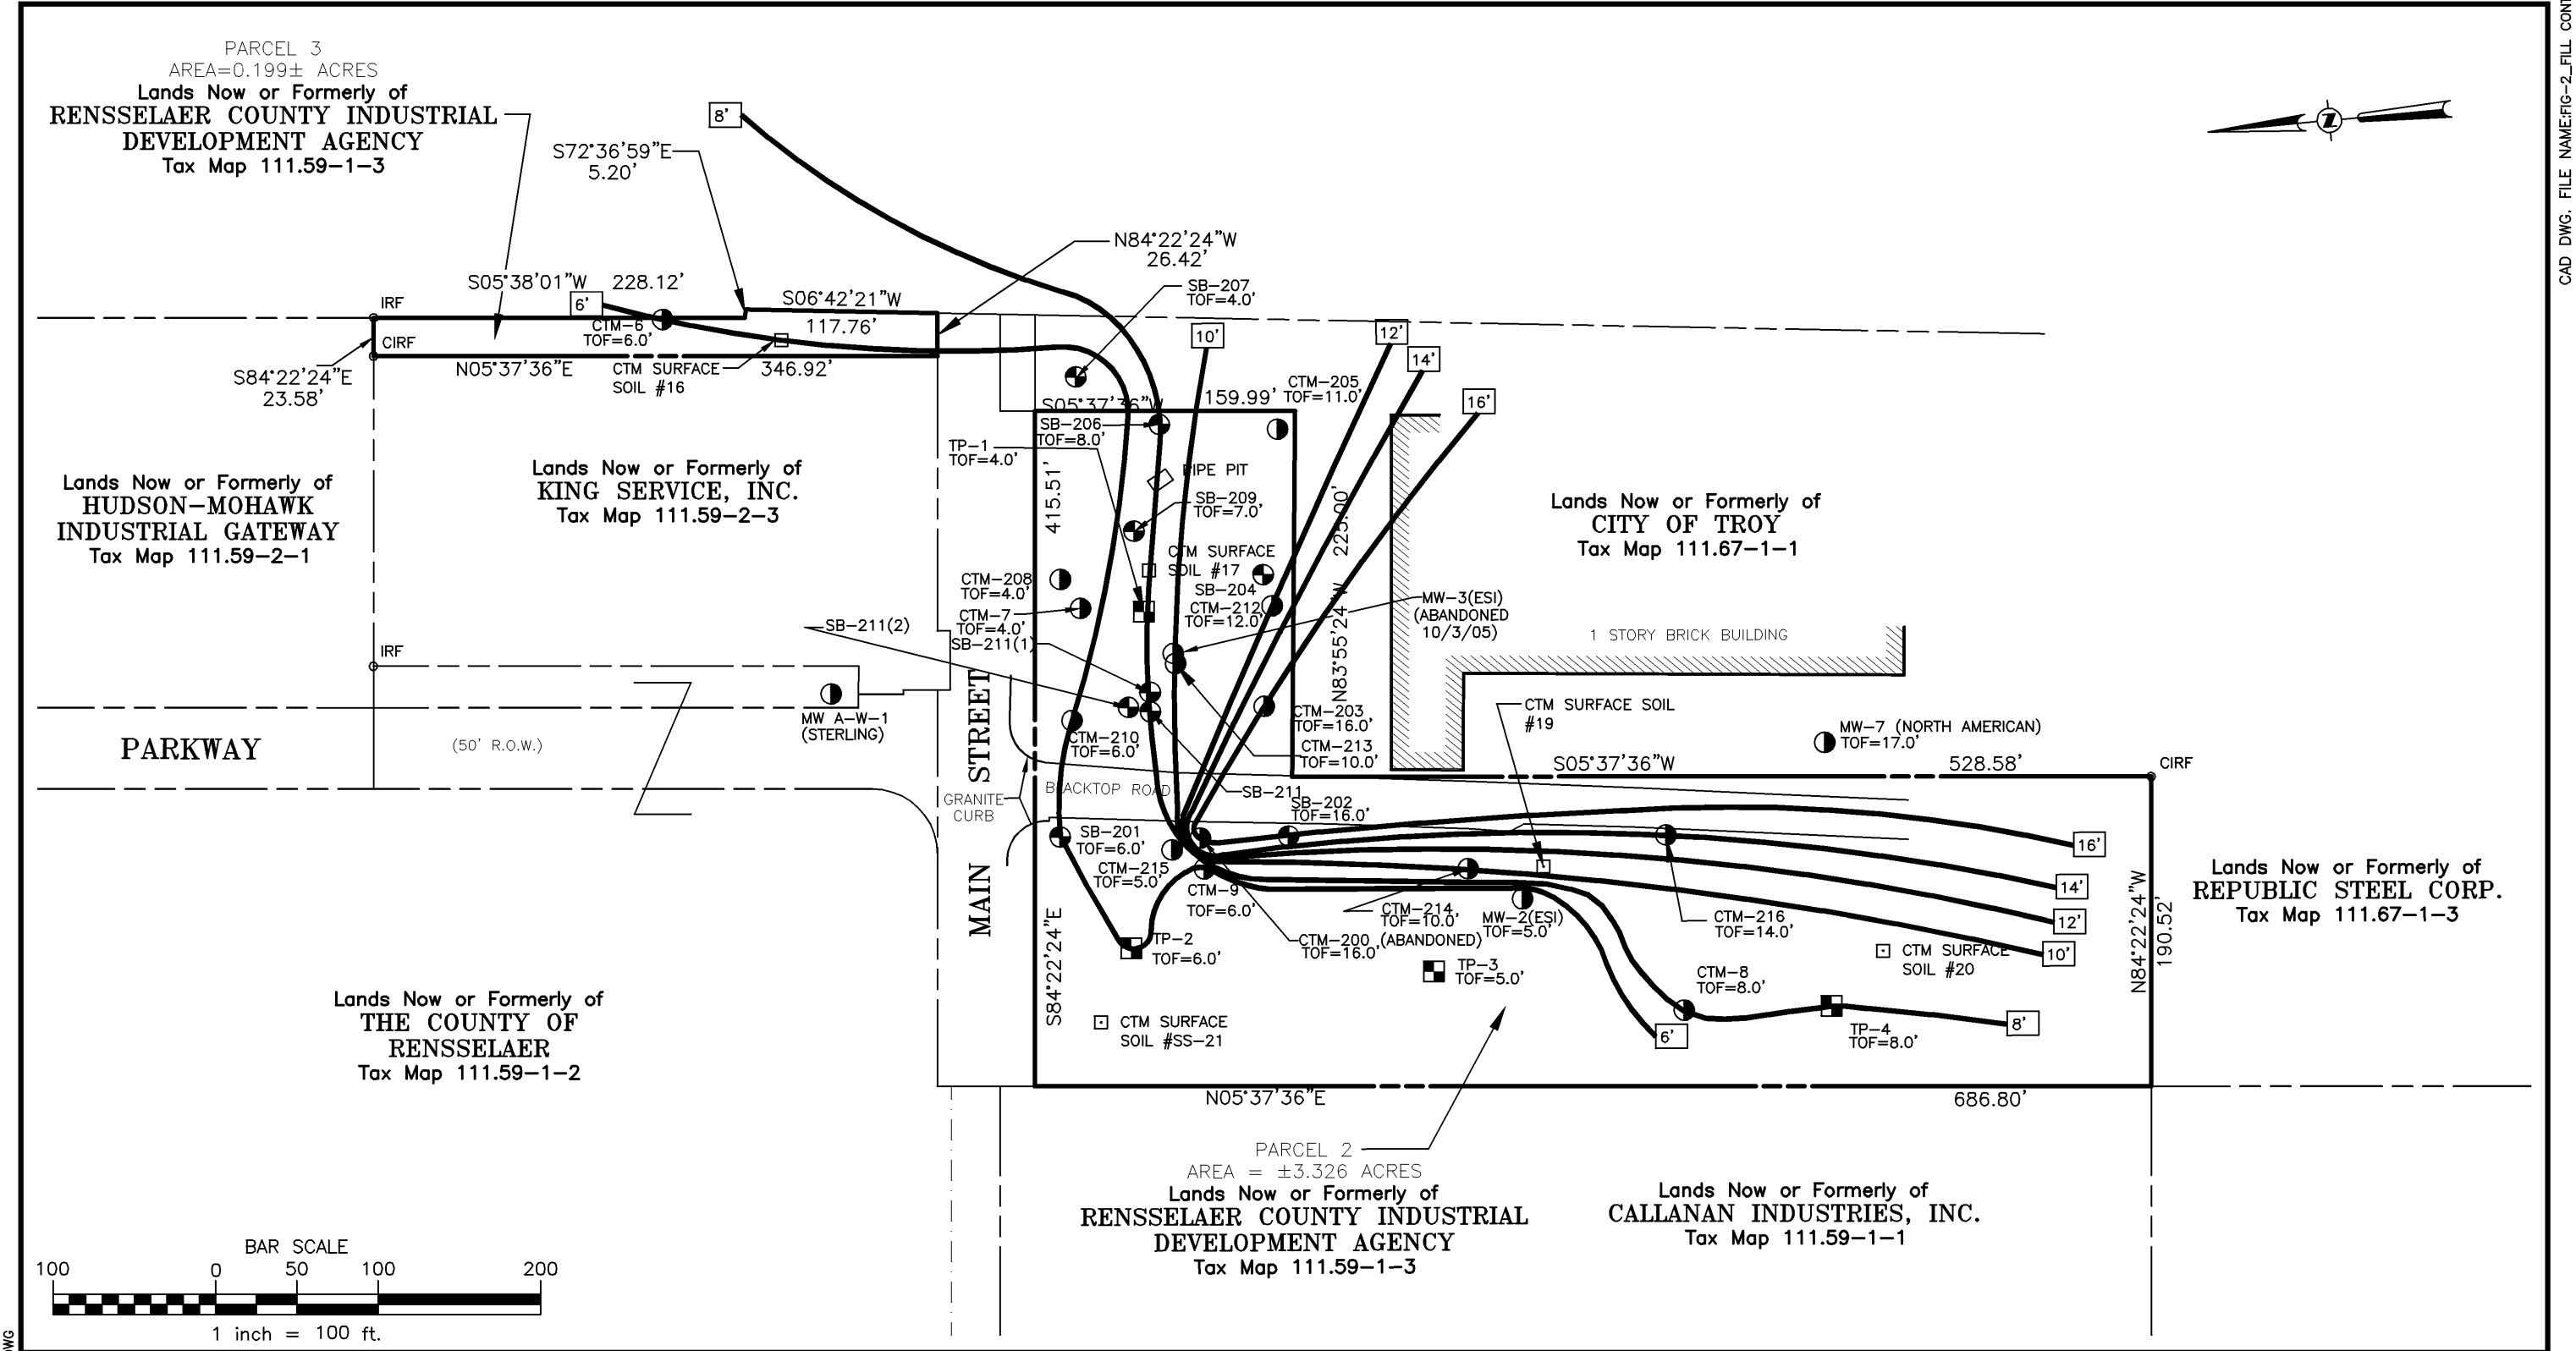 PARCEL 3
AREA=0.199± ACRES
Lands Now or Formerly of
RENSSELAER COUNTY INDUSTRIAL
DEVELOPMENT AGENCY
Tax Map 111.59-1-3
8'
S72°36'59"E
5.20'
N84°22'24"W
26.42'
SB-207
TOF=4.0'
S05°38'01"W 228.12'
S06°42'21"W
117.76'
IRF
6'
CTM-6
TOF=6.0'
CIRF
S84°22'24"E
23.58'
N05°37'36"E
CTM SURFACE
SOIL #16
346.92'
10'
12'
14'
16'
CTM-205
TOF=11.0'
S05°37'36"W
159.99'
SB-206
TOF=8.0'
TP-1
TOF=4.0'
PIPE PIT
415.51'
SB-209
TOF=7.0'
225.00'
N83°55'24"W
CTM SURFACE
SOIL #17
SB-204
CTM-212
TOF=12.0'
CTM-208
TOF=4.0'
CTM-7
TOF=4.0'
SB-211(2)
SB-211(1)
MW-3(ESI)
(ABANDONED
10/3/05)
1 STORY BRICK BUILDING
Lands Now or Formerly of
CITY OF TROY
Tax Map 111.67-1-1
Lands Now or Formerly of
HUDSON-MOHAWK
INDUSTRIAL GATEWAY
Tax Map 111.59-2-1
Lands Now or Formerly of
KING SERVICE, INC.
Tax Map 111.59-2-3
IRF
MW A-W-1
(STERLING)
PARKWAY
(50' R.O.W.)
MAIN STREET
CTM-210
TOF=6.0'
CTM-203
TOF=16.0'
CTM-213
TOF=10.0'
CTM SURFACE SOIL
#19
MW-7 (NORTH AMERICAN)
TOF=17.0'
S05°37'36"W
528.58'
CIRF
GRANITE
CURB
BLACKTOP ROAD
SB-211
SB-202
TOF=16.0'
SB-201
TOF=6.0'
CTM-215
TOF=5.0'
CTM-9
TOF=6.0'
CTM-214
TOF=10.0'
MW-2(ESI)
TOF=5.0'
CTM-200 (ABANDONED)
TOF=16.0'
CTM-216
TOF=14.0'
16'
14'
12'
10'
8'
6'
TP-2
TOF=6.0'
TP-3
TOF=5.0'
CTM-8
TOF=8.0'
TP-4
TOF=8.0'
CTM SURFACE
SOIL #20
CTM SURFACE
SOIL #SS-21
S84°22'24"E
N84°22'24"W
190.52'
Lands Now or Formerly of
REPUBLIC STEEL CORP.
Tax Map 111.67-1-3
Lands Now or Formerly of
THE COUNTY OF
RENSSELAER
Tax Map 111.59-1-2
N05°37'36"E
686.80'
PARCEL 2
AREA = ±3.326 ACRES
Lands Now or Formerly of
RENSSELAER COUNTY INDUSTRIAL
DEVELOPMENT AGENCY
Tax Map 111.59-1-3
Lands Now or Formerly of
CALLANAN INDUSTRIES, INC.
Tax Map 111.59-1-1
BAR SCALE
100 0 50 100 200
1 inch = 100 ft.
Z
CAD DWG. FILE NAME:FIG-2_FILL CONT
DWG